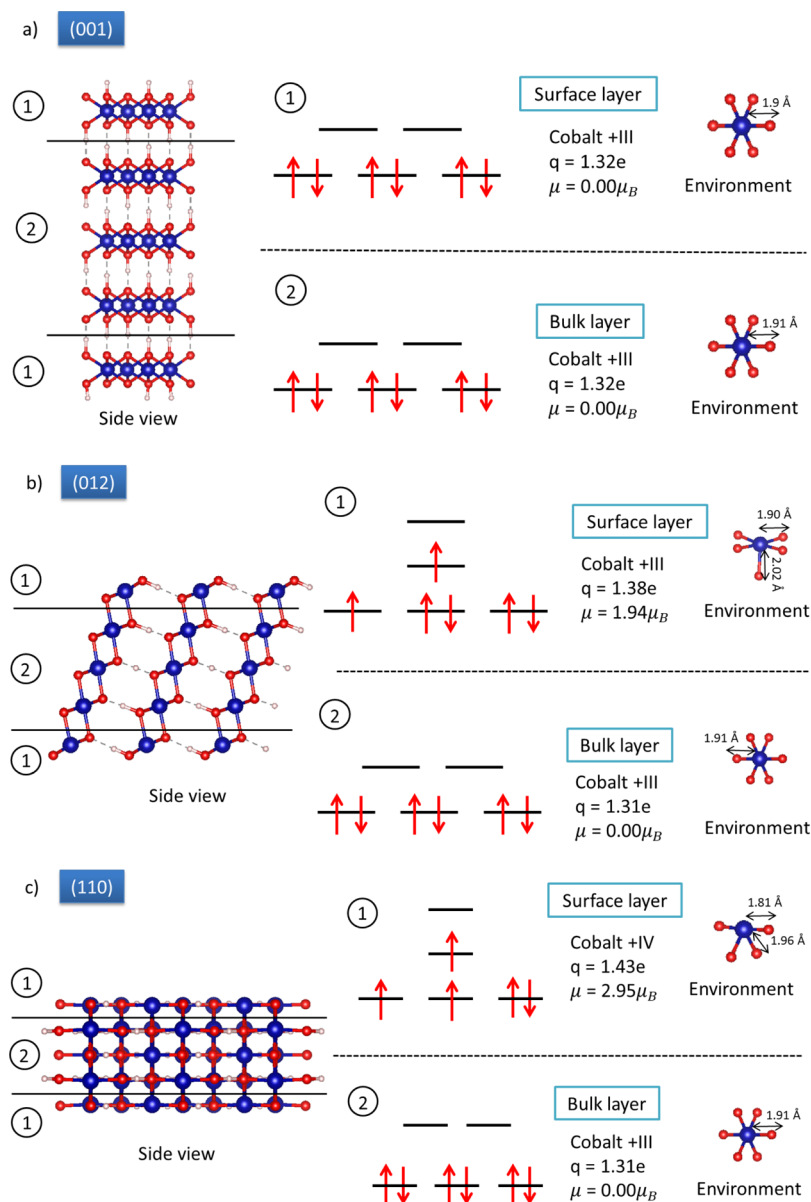 a) (001)
1
2
1
Side view
1
Surface layer
Cobalt +III
q = 1.32e
μ = 0.00μ_B
1.9 Å
Environment
2
Bulk layer
Cobalt +III
q = 1.32e
μ = 0.00μ_B
1.91 Å
Environment
b) (012)
1
2
1
Side view
1
Surface layer
Cobalt +III
q = 1.38e
μ = 1.94μ_B
1.90 Å
2.02 Å
Environment
2
Bulk layer
Cobalt +III
q = 1.31e
μ = 0.00μ_B
1.91 Å
Environment
c) (110)
1
2
1
Side view
1
Surface layer
Cobalt +IV
q = 1.43e
μ = 2.95μ_B
1.81 Å
1.96 Å
Environment
2
Bulk layer
Cobalt +III
q = 1.31e
μ = 0.00μ_B
1.91 Å
Environment